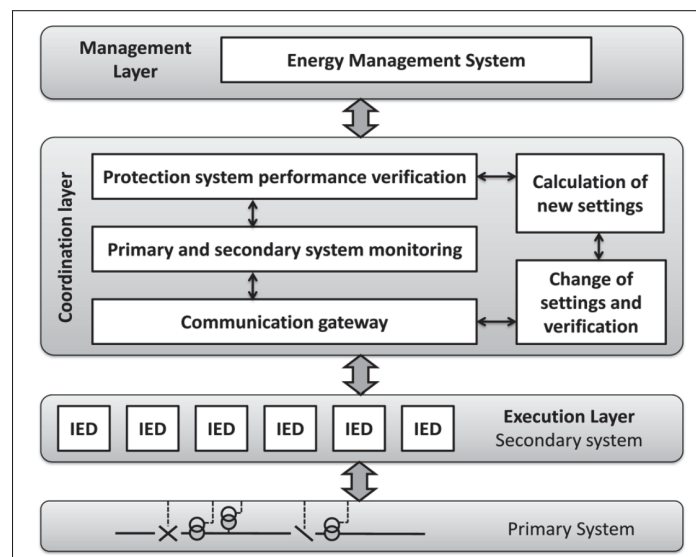 Management
Layer
Energy Management System
Coordination layer
Protection system performance verification
Calculation of
new settings
Primary and secondary system monitoring
Change of
settings and
verification
Communication gateway
IED IED IED IED IED IED
Execution Layer
Secondary system
Primary System